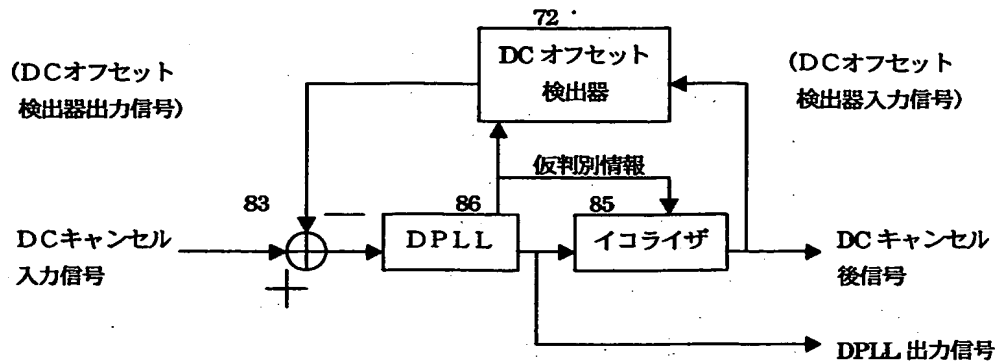 72
DC オフセット
検出器
(DCオフセット
検出器出力信号)
(DCオフセット
検出器入力信号)
仮判別情報
83
86
85
DCキャンセル
入力信号
−
+
DPLL
イコライザ
DC キャンセル
後信号
DPLL 出力信号